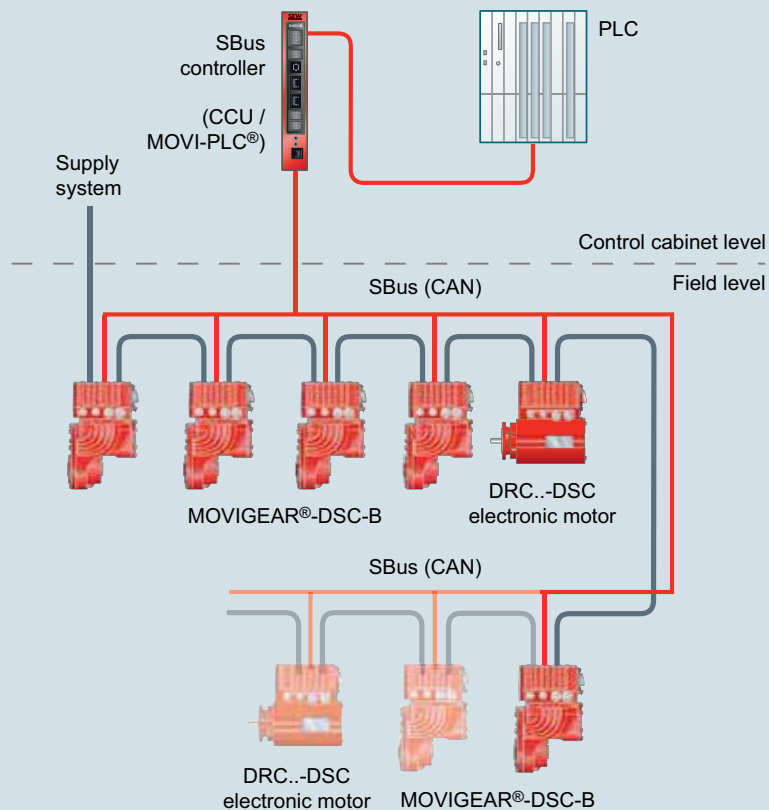 SEW
SBus
controller
(CCU /
MOVI-PLC®)
PLC
Supply
system
Control cabinet level
Field level
SBus (CAN)
MOVIGEAR®-DSC-B
DRC..-DSC
electronic motor
SBus (CAN)
DRC..-DSC
electronic motor
MOVIGEAR®-DSC-B